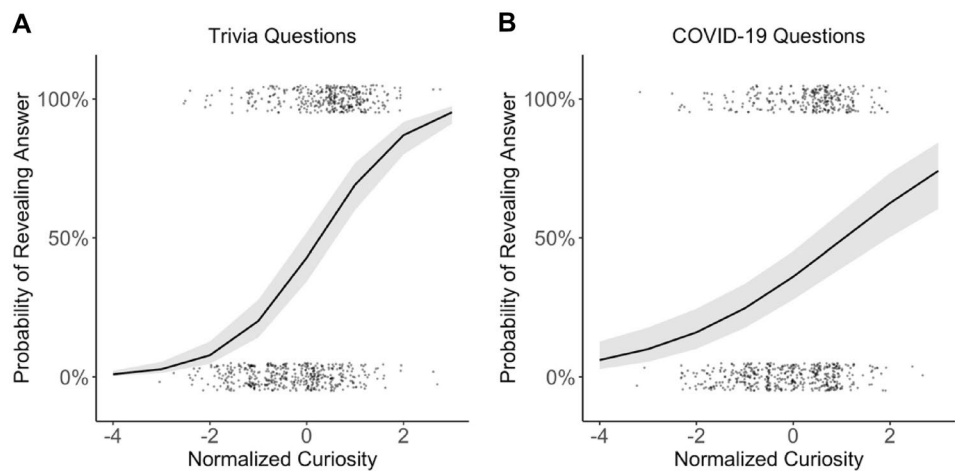 A
Trivia Questions
Probability of Revealing Answer
100%
50%
0%
-4
-2
0
2
Normalized Curiosity
B
COVID-19 Questions
Probability of Revealing Answer
100%
50%
0%
-4
-2
0
2
Normalized Curiosity